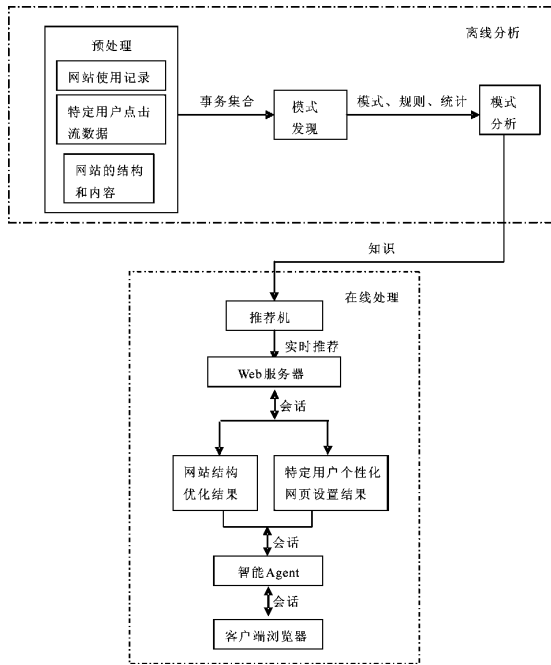 离线分析
预处理
网站使用记录
特定用户点击
流数据
网站的结构
和内容
事务集合
模式
发现
模式、规则、统计
模式
分析
知识
在线处理
推荐机
实时推荐
Web服务器
会话
网站结构
优化结果
特定用户个性化
网页设置结果
会话
智能Agent
会话
客户端浏览器